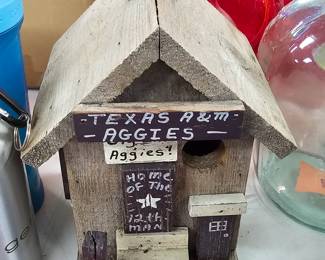 -TEXAS A&M-
-AGGIES-
Aggies!
Home
of The
12th
MAN